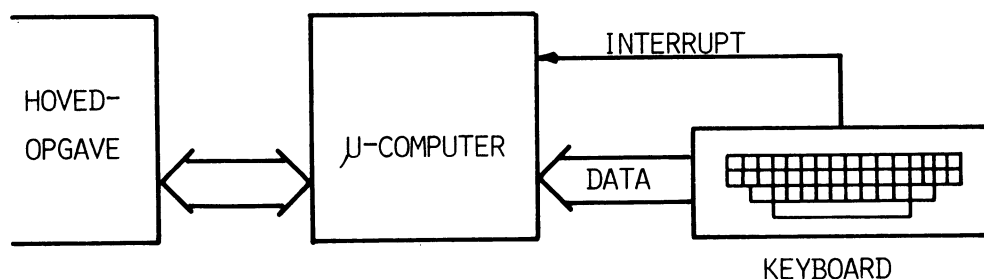 HOVED-
OPGAVE
µ-COMPUTER
INTERRUPT
DATA
KEYBOARD